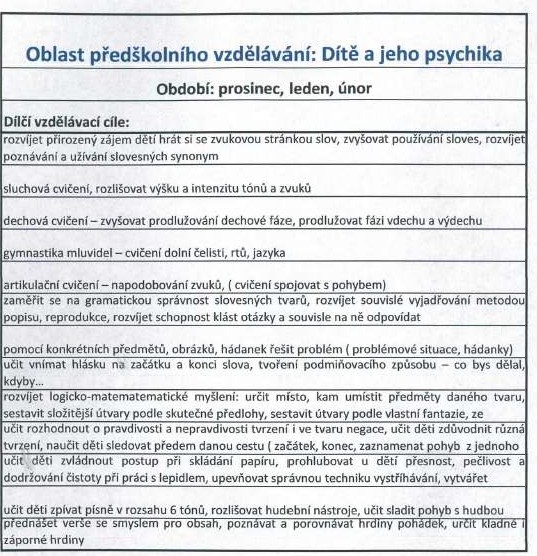 Oblast předškolního vzdělávání: Dítě a jeho psychika
Období: prosinec, leden, únor
Dílčí vzdělávací cíle:
rozvíjet přirozený zájem dětí hrát si se zvukovou stránkou slov, zvyšovat používání sloves, rozvíjet
poznávání a užívání slovesných synonym
sluchová cvičení, rozlišovat výšku a intenzitu tónů a zvuků
dechová cvičení – zvyšovat prodlužování dechové fáze, prodlužovat fázi vdechu a výdechu
gymnastika mluvidel – cvičení dolní čelisti, rtů, jazyka
artikulační cvičení – napodobování zvuků, ( cvičení spojovat s pohybem)
zaměřit se na gramatickou správnost slovesných tvarů, rozvíjet souvislé vyjadřování metodou
popisu, reprodukce, rozvíjet schopnost klást otázky a souvisle na ně odpovídat
pomocí konkrétních předmětů, obrázků, hádanek řešit problém ( problémové situace, hádanky)
učit vnímat hlásku na začátku a konci slova, tvoření podmiňovacího způsobu – co bys dělal,
kdyby...
rozvíjet logicko-matematematické myšlení: určit místo, kam umístit předměty daného tvaru,
sestavit složitější útvary podle skutečné předlohy, sestavit útvary podle vlastní fantazie, ze
učit rozhodnout o pravdivosti a nepravdivosti tvrzení i ve tvaru negace, učit děti zdůvodnit různá
tvrzení, naučit děti sledovat předem danou cestu ( začátek, konec, zaznamenat pohyb z jednoho
učit děti zvládnout postup při skládání papíru, prohlubovat u dětí přesnost, pečlivost a
dodržování čistoty při práci s lepidlem, upevňovat správnou techniku vystřihávání, vytvářet
učit děti zpívat písně v rozsahu 6 tónů, rozlišovat hudební nástroje, učit sladit pohyb s hudbou
přednášet verše se smyslem pro obsah, poznávat a porovnávat hrdiny pohádek, určit kladné i
záporné hrdiny